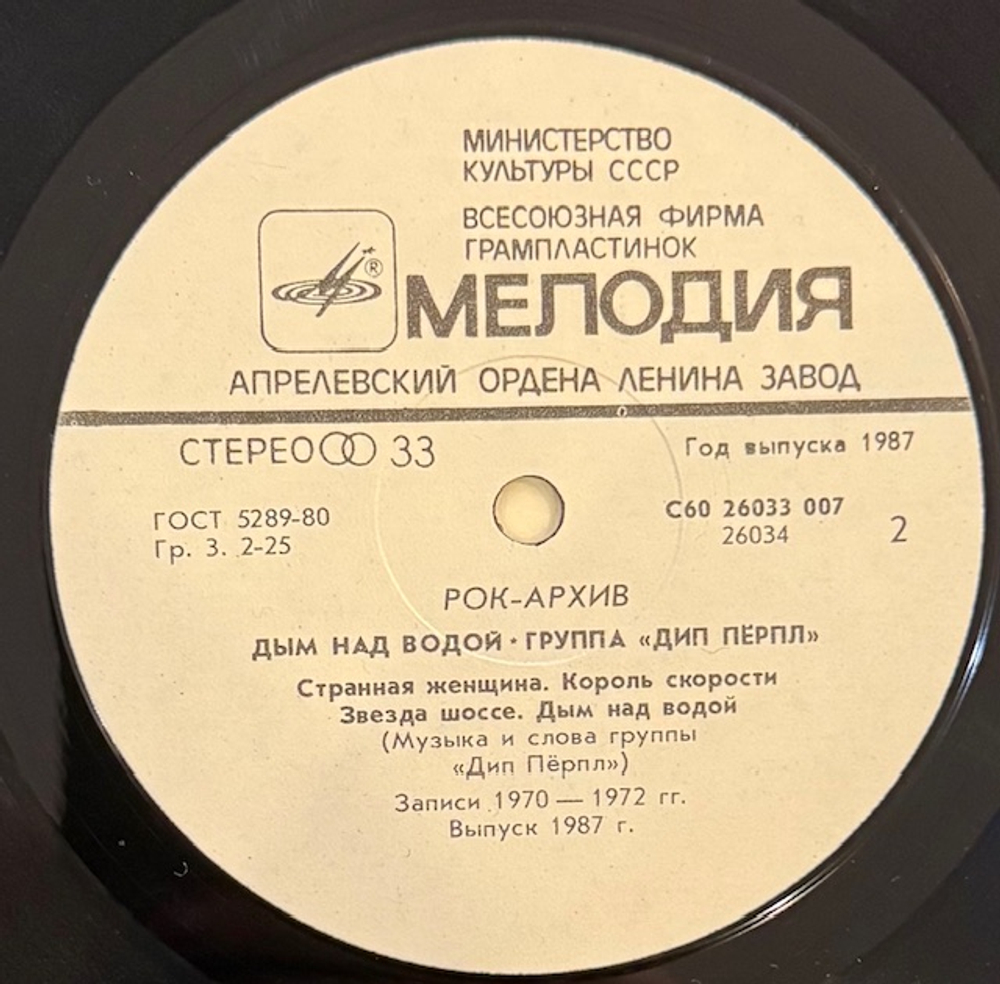 МИНИСТЕРСТВО
КУЛЬТУРЫ СССР
ВСЕСОЮЗНАЯ ФИРМА
ГРАМПЛАСТИНОК
®
МЕЛОДИЯ
АПРЕЛЕВСКИЙ ОРДЕНА ЛЕНИНА ЗАВОД
СТЕРЕО 33
Год выпуска 1987
ГОСТ 5289-80
Гр. 3. 2-25
С60 26033 007
26034
2
РОК-АРХИВ
ДЫМ НАД ВОДОЙ · ГРУППА «ДИП ПЁРПЛ»
Странная женщина. Король скорости
Звезда шоссе. Дым над водой
(Музыка и слова группы
«Дип Пёрпл»)
Записи 1970 — 1972 гг.
Выпуск 1987 г.